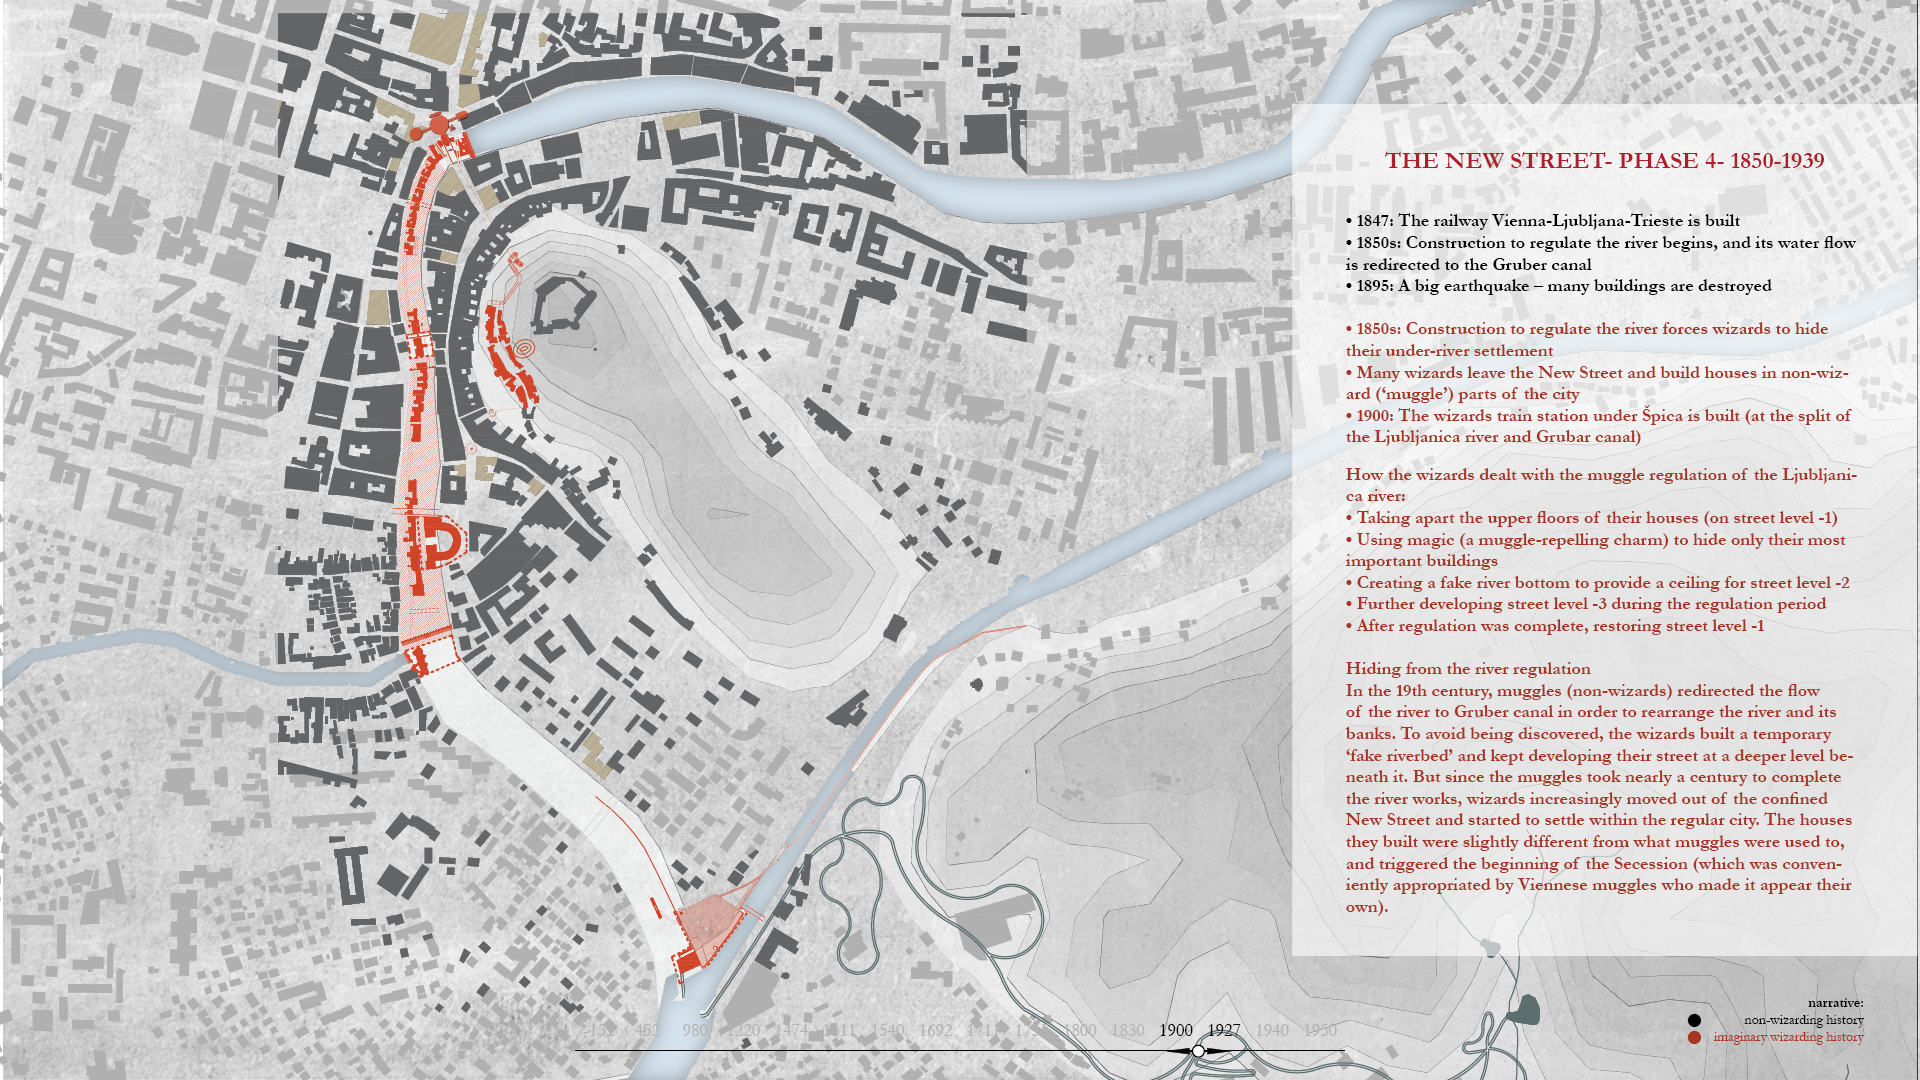 THE NEW STREET- PHASE 4- 1850-1939
• 1847: The railway Vienna-Ljubljana-Trieste is built
• 1850s: Construction to regulate the river begins, and its water flow
is redirected to the Gruber canal
• 1895: A big earthquake – many buildings are destroyed
• 1850s: Construction to regulate the river forces wizards to hide
their under-river settlement
• Many wizards leave the New Street and build houses in non-wiz-
ard (‘muggle’) parts of the city
• 1900: The wizards train station under Špica is built (at the split of
the Ljubljanica river and Grubar canal)
How the wizards dealt with the muggle regulation of the Ljubljani-
ca river:
• Taking apart the upper floors of their houses (on street level -1)
• Using magic (a muggle-repelling charm) to hide only their most
important buildings
• Creating a fake river bottom to provide a ceiling for street level -2
• Further developing street level -3 during the regulation period
• After regulation was complete, restoring street level -1
Hiding from the river regulation
In the 19th century, muggles (non-wizards) redirected the flow
of the river to Gruber canal in order to rearrange the river and its
banks. To avoid being discovered, the wizards built a temporary
‘fake riverbed’ and kept developing their street at a deeper level be-
neath it. But since the muggles took nearly a century to complete
the river works, wizards increasingly moved out of the confined
New Street and started to settle within the regular city. The houses
they built were slightly different from what muggles were used to,
and triggered the beginning of the Secession (which was conven-
iently appropriated by Viennese muggles who made it appear their
own).
narrative:
non-wizarding history
imaginary wizarding history
452 980 1220 1474 1511 1540 1692 1800 1830 1900 1927 1940 1950